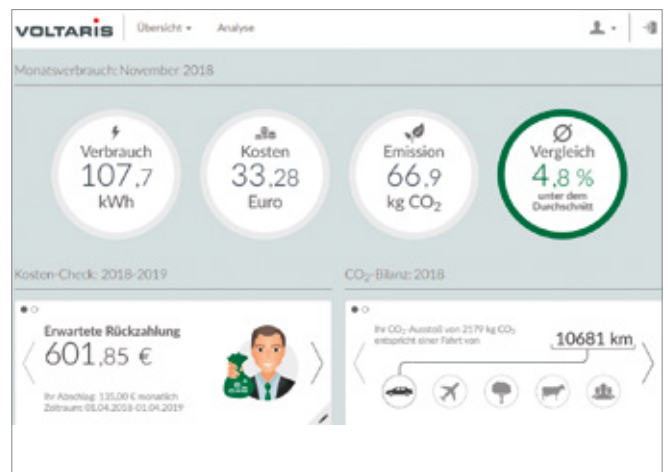 VOLTARIS Übersicht Analyse
Monatsverbrauch: November 2018
Verbrauch
107,7
kWh
Kosten
33,28
Euro
Emission
66,9
kg CO₂
Vergleich
4,8 %
unter dem
Durchschnitt
Kosten-Check: 2018-2019
CO₂-Bilanz: 2018
Erwartete Rückzahlung
601,85 €
Ihr Abschlag: 135,00 € monatlich
Zeitraum: 01.04.2018-01.04.2019
Ihr CO₂-Ausstoß von 2179 kg CO₂
entspricht einer Fahrt von
10681 km